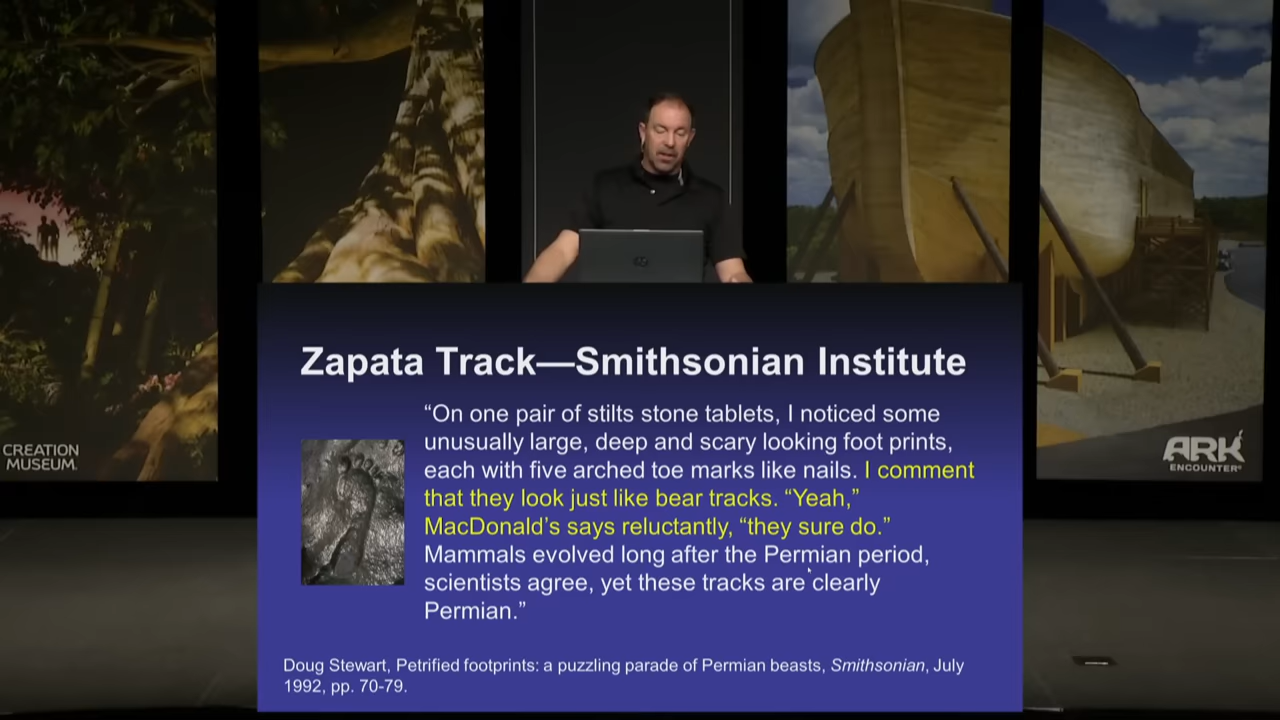 Zapata Track—Smithsonian Institute
“On one pair of stilts stone tablets, I noticed some
unusually large, deep and scary looking foot prints,
each with five arched toe marks like nails. I comment
that they look just like bear tracks. “Yeah,”
MacDonald’s says reluctantly, “they sure do.”
Mammals evolved long after the Permian period,
scientists agree, yet these tracks are clearly
Permian.”
Doug Stewart, Petrified footprints: a puzzling parade of Permian beasts, Smithsonian, July
1992, pp. 70-79.
CREATION
MUSEUM
ARK
ENCOUNTER